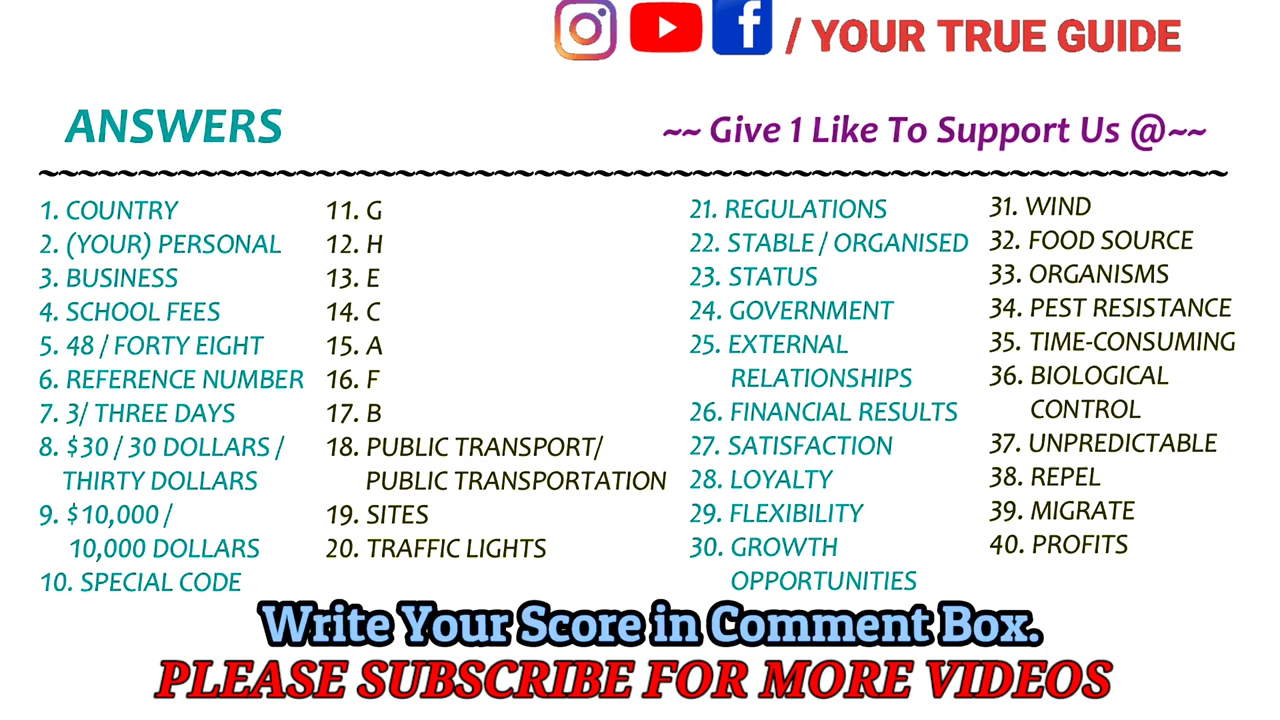 / YOUR TRUE GUIDE
ANSWERS
~~ Give 1 Like To Support Us @~~
~~~~~~~~~~~~~~~~~~~~~~~~~~~~~~~~~~~~~~~~~~~~~~~~~~~~~~~~~~~~
1. COUNTRY
2. (YOUR) PERSONAL
3. BUSINESS
4. SCHOOL FEES
5. 48 / FORTY EIGHT
6. REFERENCE NUMBER
7. 3/ THREE DAYS
8. $30 / 30 DOLLARS /
THIRTY DOLLARS
9. $10,000 /
10,000 DOLLARS
10. SPECIAL CODE
11. G
12. H
13. E
14. C
15. A
16. F
17. B
18. PUBLIC TRANSPORT/
PUBLIC TRANSPORTATION
19. SITES
20. TRAFFIC LIGHTS
21. REGULATIONS
22. STABLE / ORGANISED
23. STATUS
24. GOVERNMENT
25. EXTERNAL
RELATIONSHIPS
26. FINANCIAL RESULTS
27. SATISFACTION
28. LOYALTY
29. FLEXIBILITY
30. GROWTH
OPPORTUNITIES
31. WIND
32. FOOD SOURCE
33. ORGANISMS
34. PEST RESISTANCE
35. TIME-CONSUMING
36. BIOLOGICAL
CONTROL
37. UNPREDICTABLE
38. REPEL
39. MIGRATE
40. PROFITS
Write Your Score in Comment Box.
PLEASE SUBSCRIBE FOR MORE VIDEOS